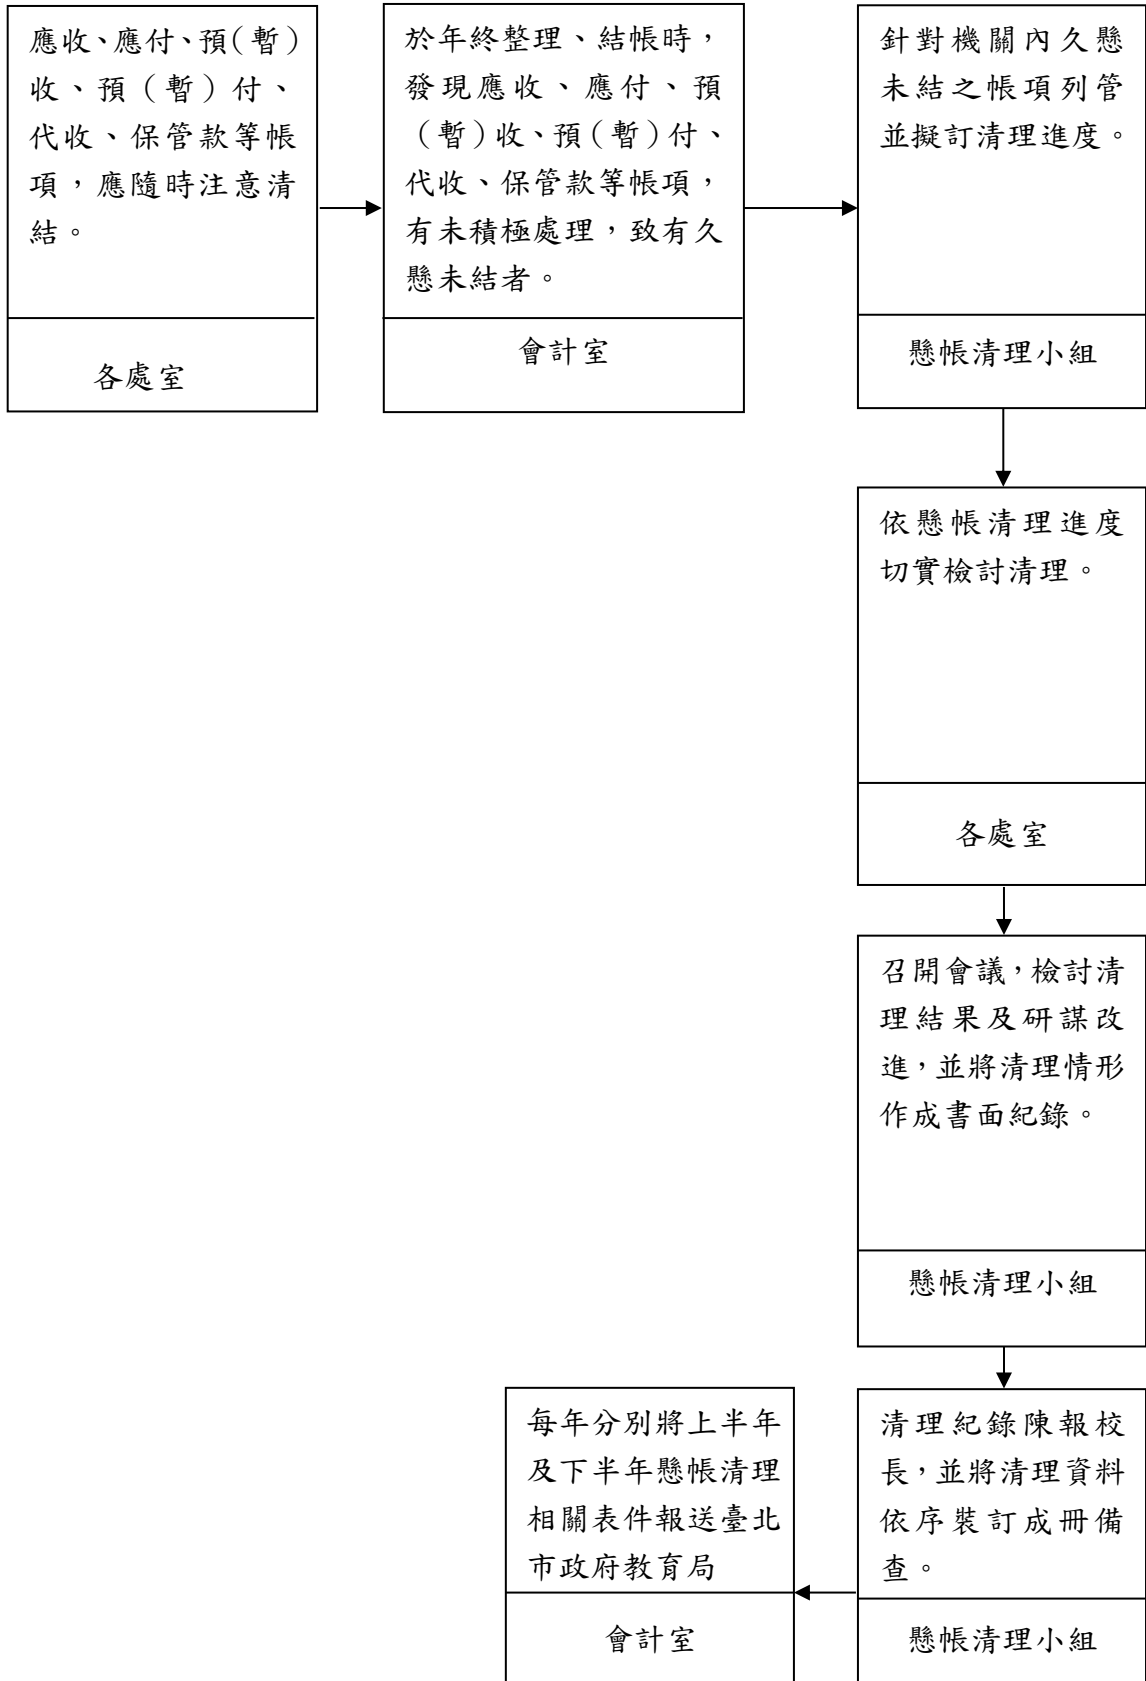 應收、應付、預(暫)
收、預（暫）付、
代收、保管款等帳
項，應隨時注意清
結。
各處室
於年終整理、結帳時，
發現應收、應付、預
（暫）收、預(暫)付、
代收、保管款等帳項，
有未積極處理，致有久
懸未結者。
會計室
針對機關內久懸
未結之帳項列管
並擬訂清理進度。
懸帳清理小組
依懸帳清理進度
切實檢討清理。
各處室
召開會議，檢討清
理結果及研謀改
進，並將清理情形
作成書面紀錄。
懸帳清理小組
清理紀錄陳報校
長，並將清理資料
依序裝訂成冊備
查。
懸帳清理小組
每年分別將上半年
及下半年懸帳清理
相關表件報送臺北
市政府教育局
會計室